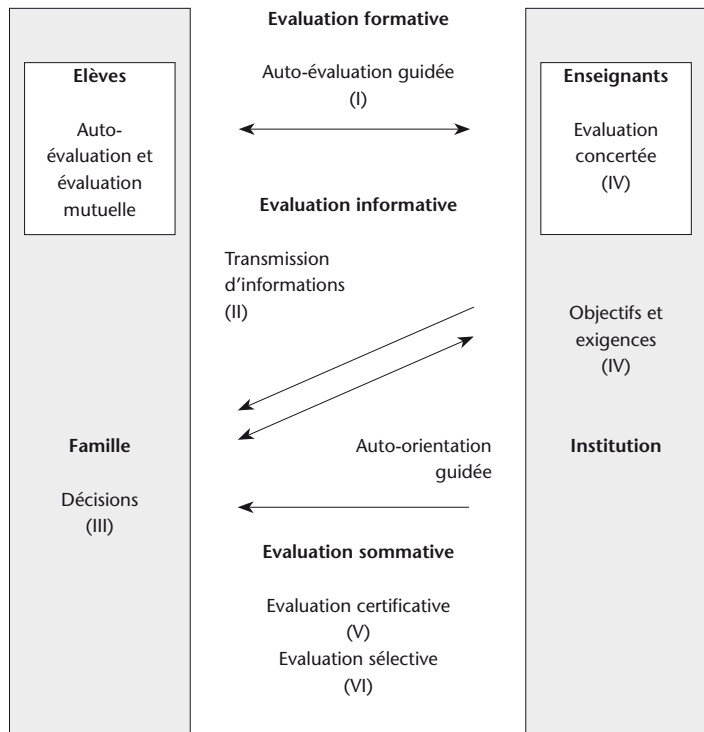 Evaluation formative
Elèves
Auto-
évaluation et
évaluation
mutuelle
Auto-évaluation guidée
(I)
Enseignants
Evaluation
concertée
(IV)
Evaluation informative
Transmission
d'informations
(II)
Objectifs et
exigences
(IV)
Famille
Décisions
(III)
Auto-orientation
guidée
Institution
Evaluation sommative
Evaluation certificative
(V)
Evaluation sélective
(VI)